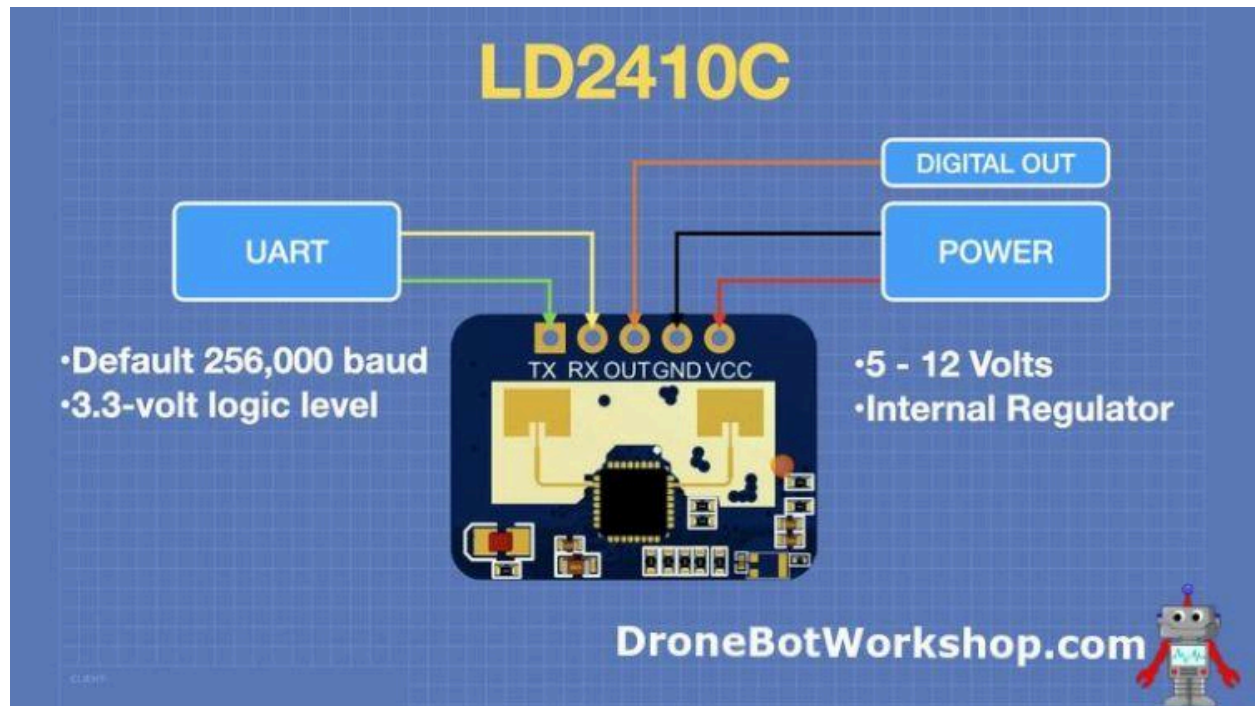 LD2410C
DIGITAL OUT
UART
POWER
TX RX OUT GND VCC
•Default 256,000 baud
•3.3-volt logic level
•5 - 12 Volts
•Internal Regulator
DroneBotWorkshop.com
CLIENT: